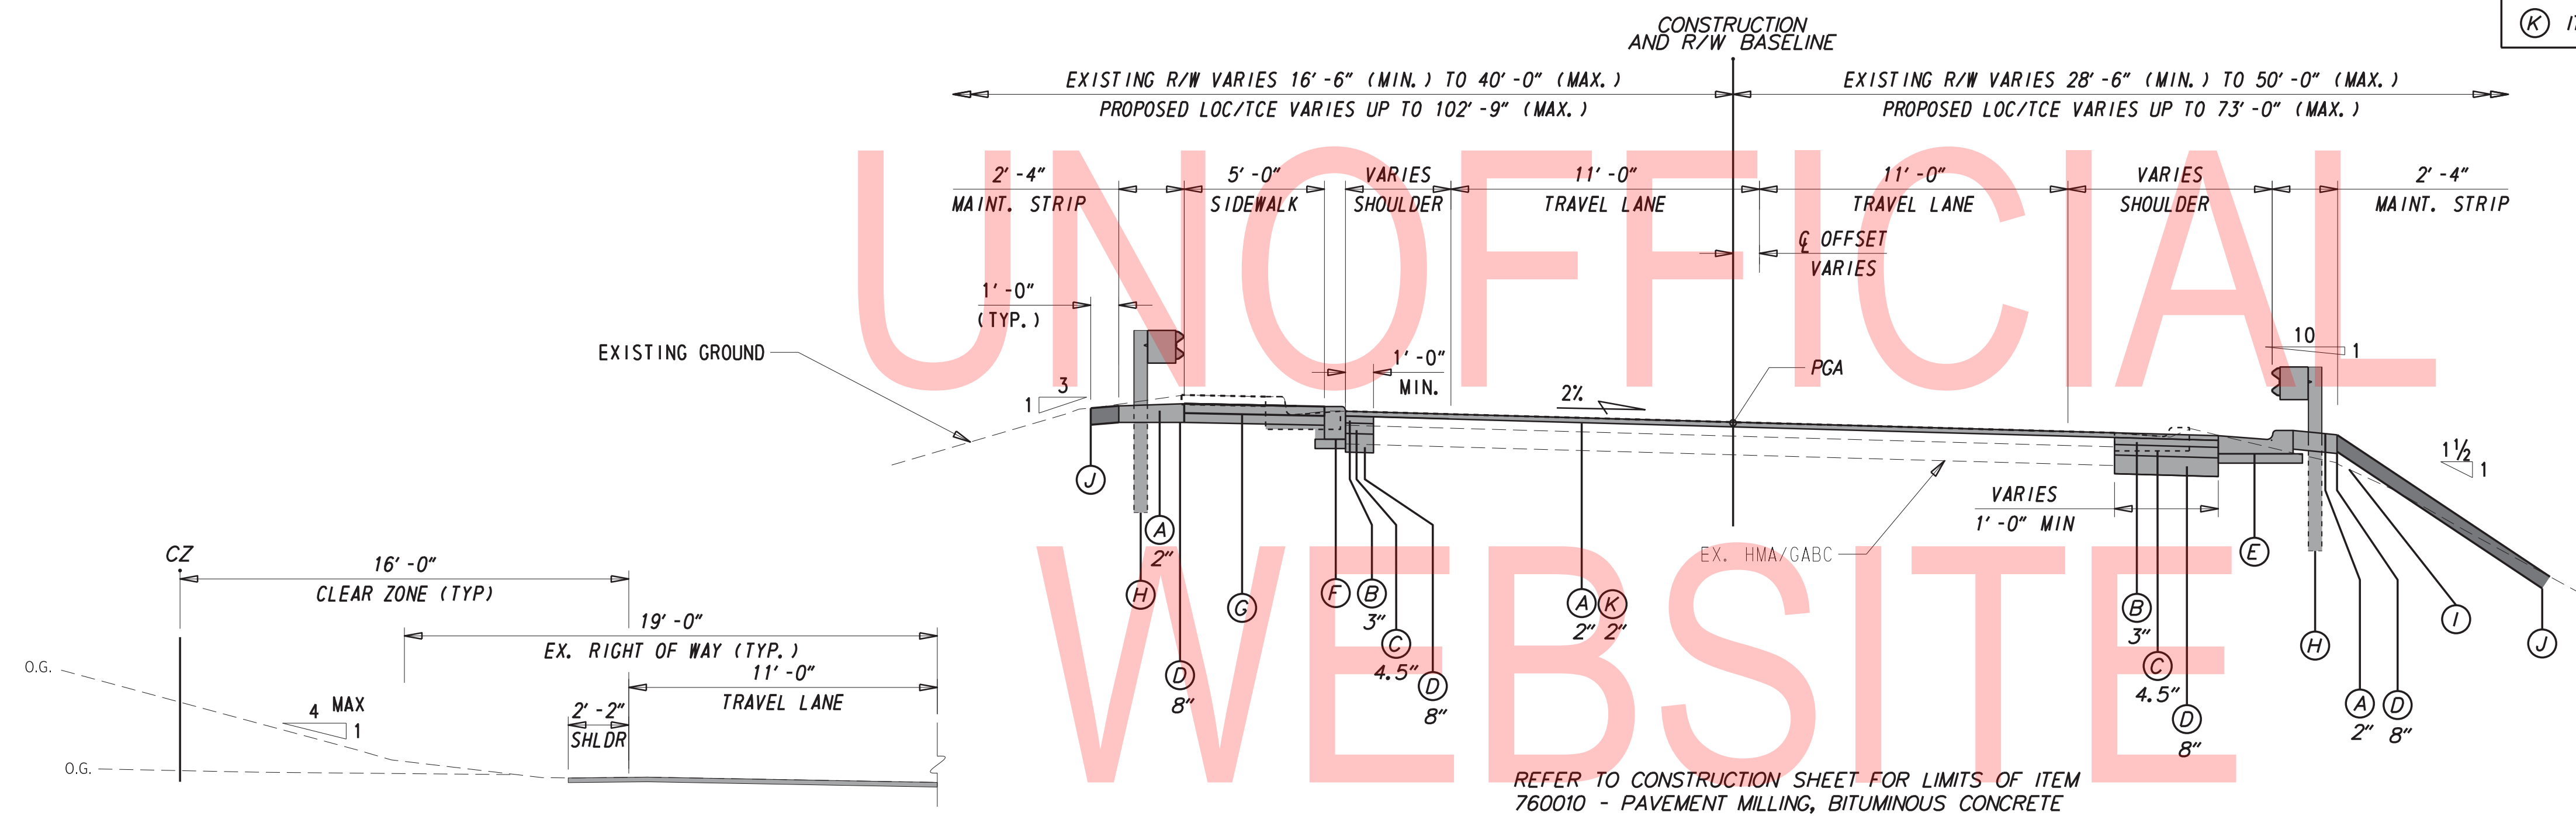 K IT
CONSTRUCTION
AND R/W BASELINE
EXISTING R/W VARIES 16'-6" (MIN.) TO 40'-0" (MAX.)
EXISTING R/W VARIES 28'-6" (MIN.) TO 50'-0" (MAX.)
PROPOSED LOC/TCE VARIES UP TO 102'-9" (MAX.)
PROPOSED LOC/TCE VARIES UP TO 73'-0" (MAX.)
UNOFFICIAL
WEBSITE
2'-4"
MAINT. STRIP
5'-0"
SIDEWALK
VARIES
SHOULDER
11'-0"
TRAVEL LANE
11'-0"
TRAVEL LANE
VARIES
SHOULDER
2'-4"
MAINT. STRIP
℄ OFFSET
VARIES
1'-0"
(TYP.)
EXISTING GROUND
3
1
1'-0"
MIN.
2%
PGA
10
1
1½
1
VARIES
1'-0" MIN
EX. HMA/GABC
J
H
A
2"
D
8"
G
F
B
3"
C
4.5"
D
8"
A K
2" 2"
B
3"
C
4.5"
D
8"
E
H
A
2"
D
8"
I
J
CZ
16'-0"
CLEAR ZONE (TYP)
19'-0"
EX. RIGHT OF WAY (TYP.)
11'-0"
TRAVEL LANE
2'-2"
SHLDR
O.G.
4 MAX
1
O.G.
REFER TO CONSTRUCTION SHEET FOR LIMITS OF ITEM
760010 - PAVEMENT MILLING, BITUMINOUS CONCRETE